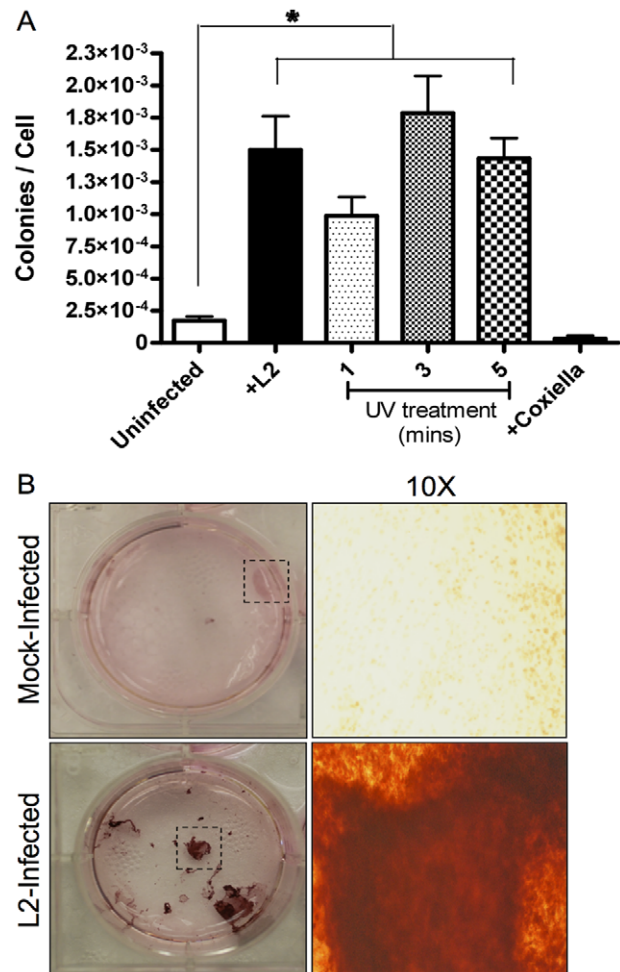 A
*
Colonies / Cell
2.3×10⁻³
2.0×10⁻³
1.8×10⁻³
1.5×10⁻³
1.3×10⁻³
1.0×10⁻³
7.5×10⁻⁴
5.0×10⁻⁴
2.5×10⁻⁴
0
Uninfected
+L2
1
3
5
+Coxiella
UV treatment
(mins)
B
10X
Mock-Infected
L2-Infected